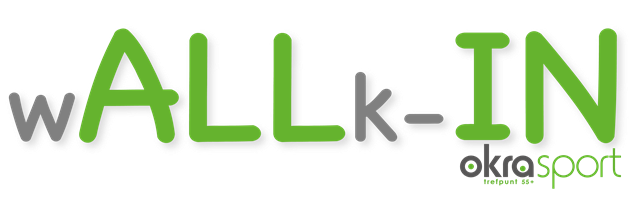 wALLk-IN
okrasport
trefpunt 55+